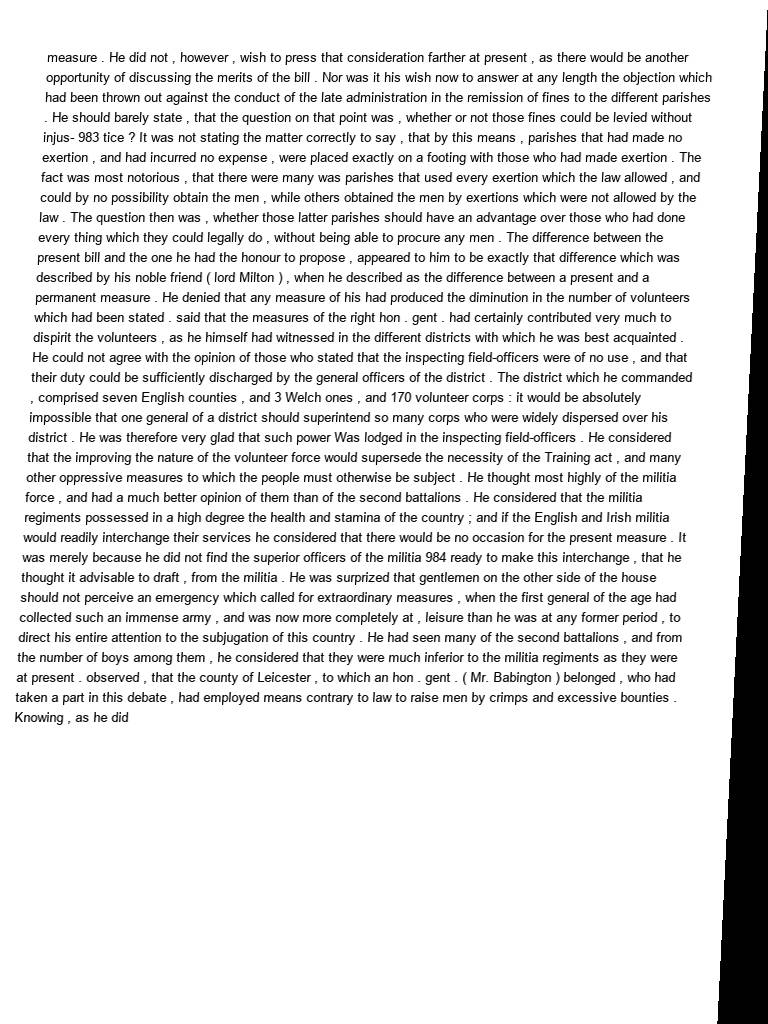 measure . He did not , however , wish to press that consideration farther at present , as there would be another
opportunity of discussing the merits of the bill . Nor was it his wish now to answer at any length the objection which
had been thrown out against the conduct of the late administration in the remission of fines to the different parishes
. He should barely state , that the question on that point was , whether or not those fines could be levied without
injus- 983 tice ? It was not stating the matter correctly to say , that by this means , parishes that had made no
exertion , and had incurred no expense , were placed exactly on a footing with those who had made exertion . The
fact was most notorious , that there were many was parishes that used every exertion which the law allowed , and
could by no possibility obtain the men , while others obtained the men by exertions which were not allowed by the
law . The question then was , whether those latter parishes should have an advantage over those who had done
every thing which they could legally do , without being able to procure any men . The difference between the
present bill and the one he had the honour to propose , appeared to him to be exactly that difference which was
described by his noble friend ( lord Milton ) , when he described as the difference between a present and a
permanent measure . He denied that any measure of his had produced the diminution in the number of volunteers
which had been stated . said that the measures of the right hon . gent . had certainly contributed very much to
dispirit the volunteers , as he himself had witnessed in the different districts with which he was best acquainted .
He could not agree with the opinion of those who stated that the inspecting field-officers were of no use , and that
their duty could be sufficiently discharged by the general officers of the district . The district which he commanded
, comprised seven English counties , and 3 Welch ones , and 170 volunteer corps : it would be absolutely
impossible that one general of a district should superintend so many corps who were widely dispersed over his
district . He was therefore very glad that such power Was lodged in the inspecting field-officers . He considered
that the improving the nature of the volunteer force would supersede the necessity of the Training act , and many
other oppressive measures to which the people must otherwise be subject . He thought most highly of the militia
force , and had a much better opinion of them than of the second battalions . He considered that the militia
regiments possessed in a high degree the health and stamina of the country ; and if the English and Irish militia
would readily interchange their services he considered that there would be no occasion for the present measure . It
was merely because he did not find the superior officers of the militia 984 ready to make this interchange , that he
thought it advisable to draft , from the militia . He was surprized that gentlemen on the other side of the house
should not perceive an emergency which called for extraordinary measures , when the first general of the age had
collected such an immense army , and was now more completely at , leisure than he was at any former period , to
direct his entire attention to the subjugation of this country . He had seen many of the second battalions , and from
the number of boys among them , he considered that they were much inferior to the militia regiments as they were
at present . observed , that the county of Leicester , to which an hon . gent . ( Mr. Babington ) belonged , who had
taken a part in this debate , had employed means contrary to law to raise men by crimps and excessive bounties .
Knowing , as he did